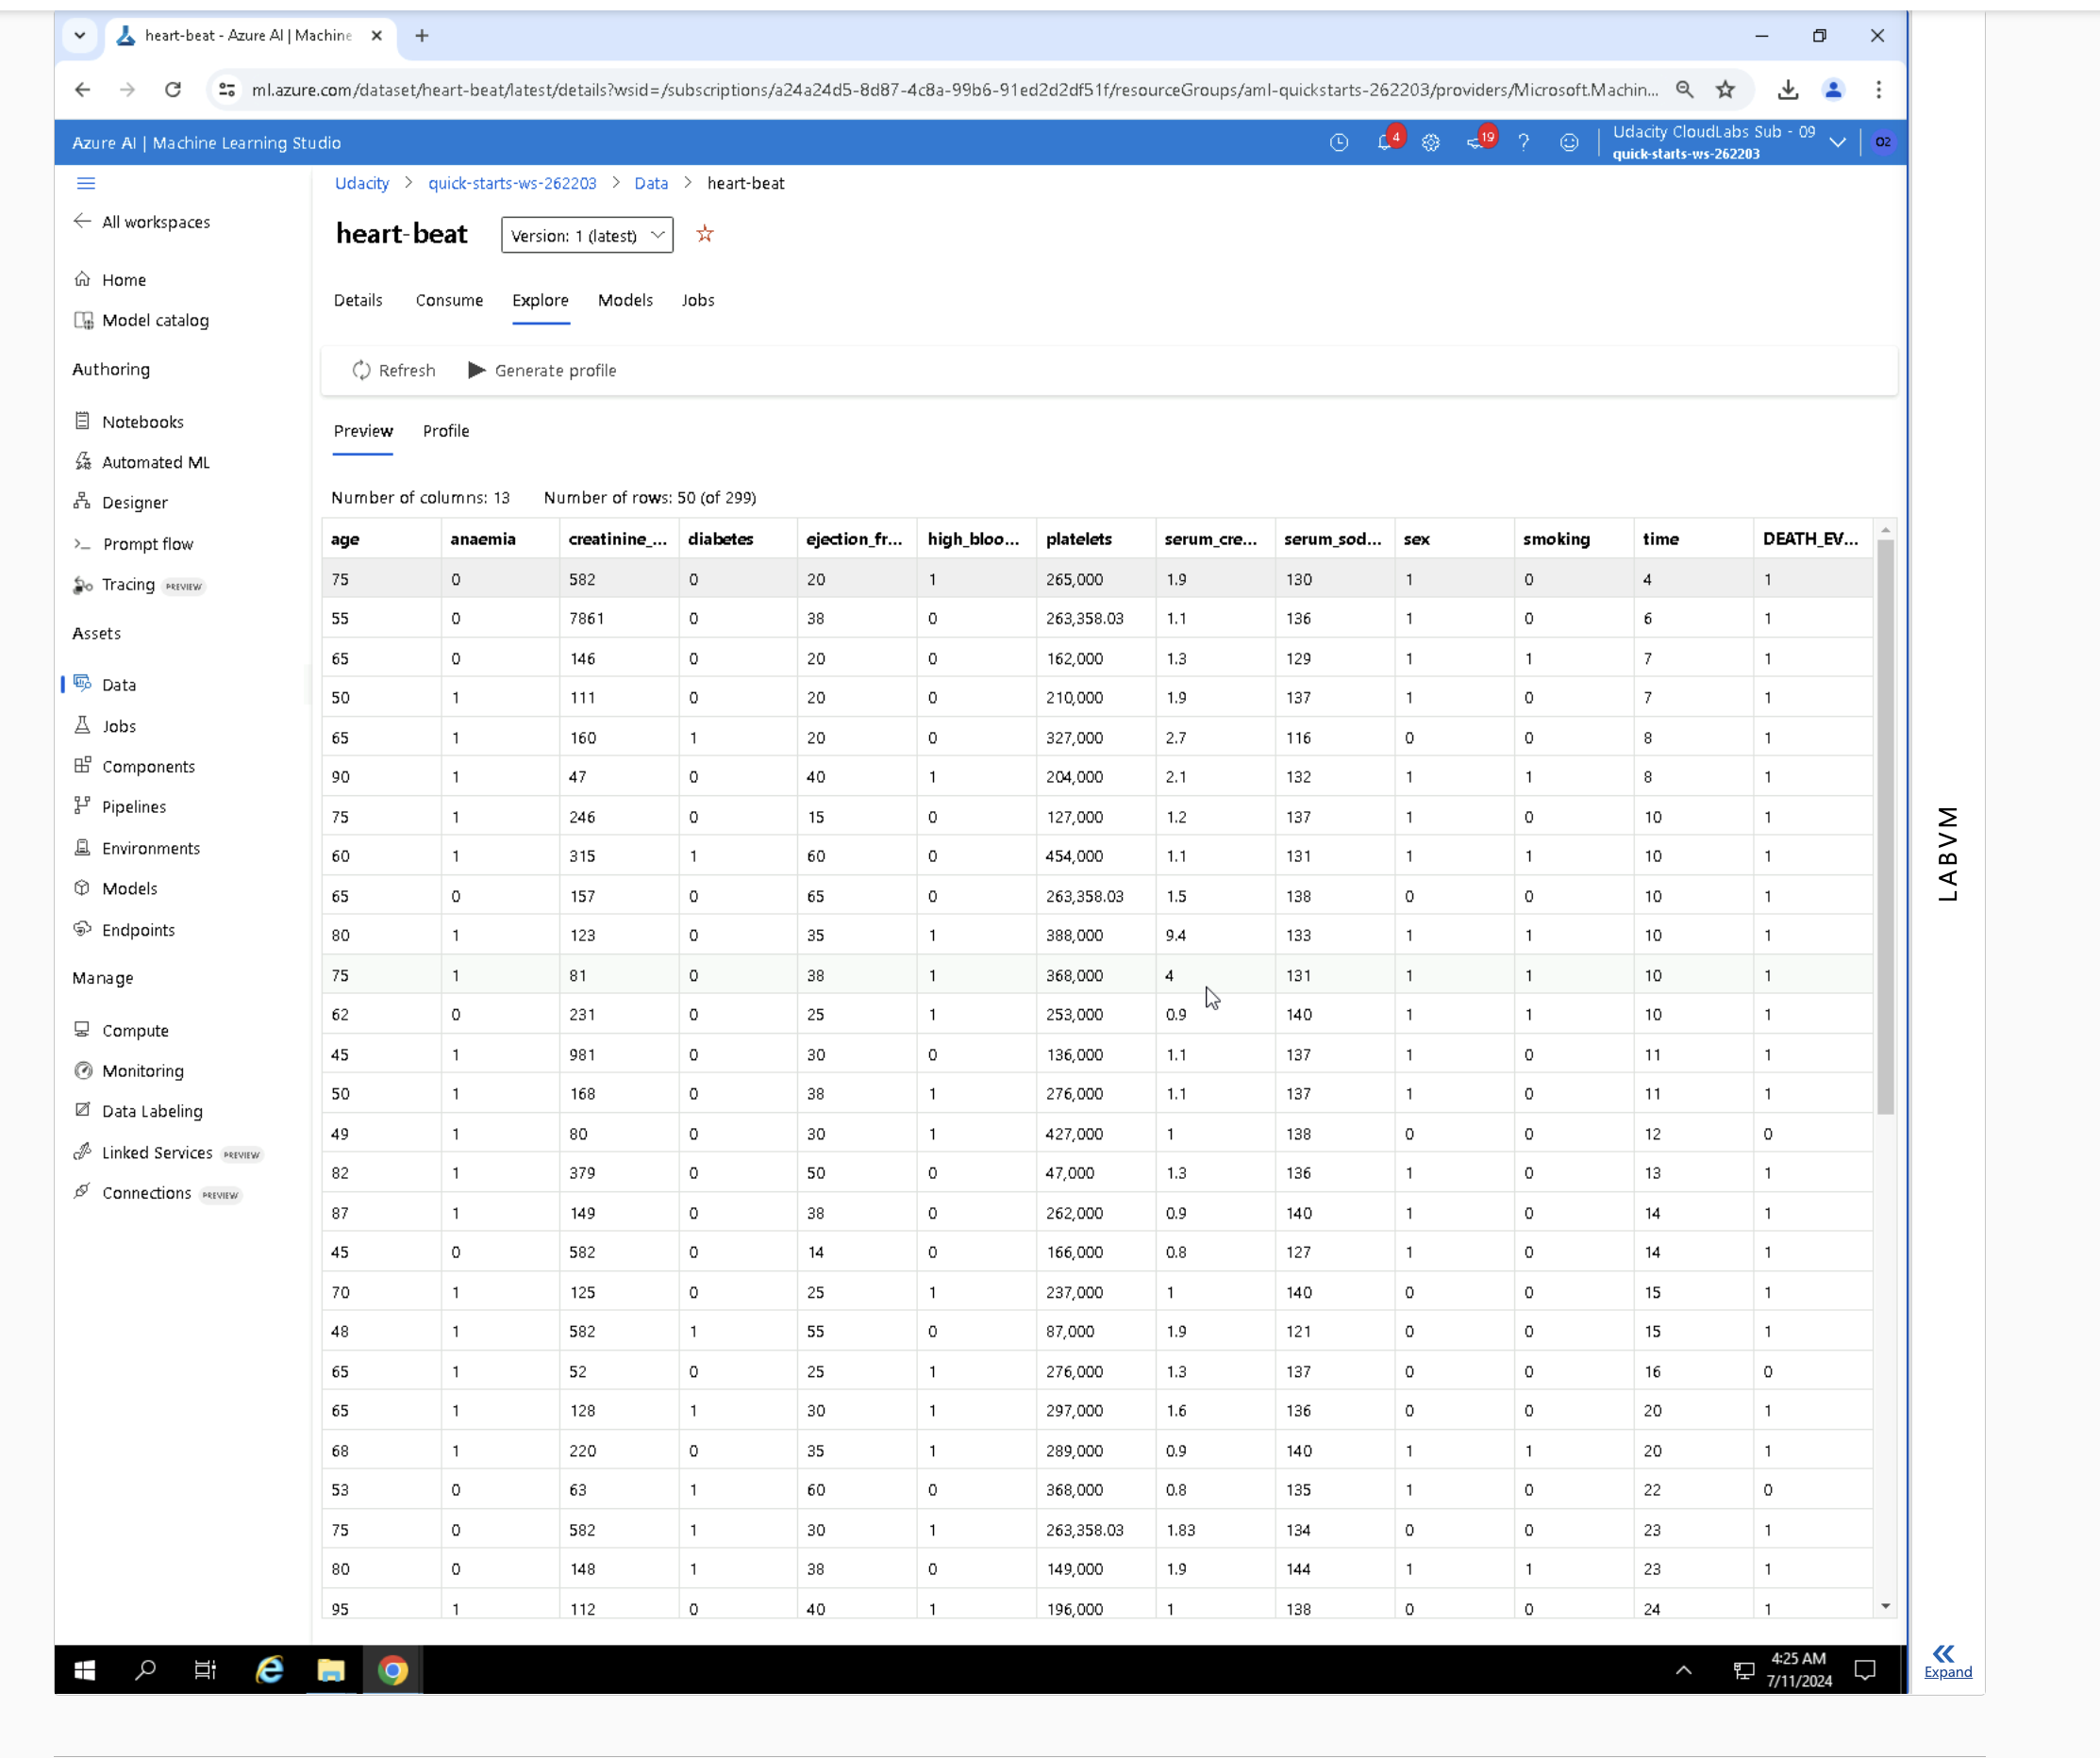 heart-beat - Azure AI | Machine
ml.azure.com/dataset/heart-beat/latest/details?wsid=/subscriptions/a24a24d5-8d87-4c8a-99b6-91ed2d2df51f/resourceGroups/aml-quickstarts-262203/providers/Microsoft.Machin...
Azure AI | Machine Learning Studio
4
19
?
Udacity CloudLabs Sub - 09
quick-starts-ws-262203
O2
Udacity > quick-starts-ws-262203 > Data > heart-beat
All workspaces
Home
Model catalog
Authoring
Notebooks
Automated ML
Designer
Prompt flow
Tracing PREVIEW
Assets
Data
Jobs
Components
Pipelines
Environments
Models
Endpoints
Manage
Compute
Monitoring
Data Labeling
Linked Services PREVIEW
Connections PREVIEW
heart-beat
Version: 1 (latest)
Details Consume Explore Models Jobs
Refresh Generate profile
Preview Profile
Number of columns: 13 Number of rows: 50 (of 299)
age anaemia creatinine_... diabetes ejection_fr... high_bloo... platelets serum_cre... serum_sod... sex smoking time DEATH_EV...
75 0 582 0 20 1 265,000 1.9 130 1 0 4 1
55 0 7861 0 38 0 263,358.03 1.1 136 1 0 6 1
65 0 146 0 20 0 162,000 1.3 129 1 1 7 1
50 1 111 0 20 0 210,000 1.9 137 1 0 7 1
65 1 160 1 20 0 327,000 2.7 116 0 0 8 1
90 1 47 0 40 1 204,000 2.1 132 1 1 8 1
75 1 246 0 15 0 127,000 1.2 137 1 0 10 1
60 1 315 1 60 0 454,000 1.1 131 1 1 10 1
65 0 157 0 65 0 263,358.03 1.5 138 0 0 10 1
80 1 123 0 35 1 388,000 9.4 133 1 1 10 1
75 1 81 0 38 1 368,000 4 131 1 1 10 1
62 0 231 0 25 1 253,000 0.9 140 1 1 10 1
45 1 981 0 30 0 136,000 1.1 137 1 0 11 1
50 1 168 0 38 1 276,000 1.1 137 1 0 11 1
49 1 80 0 30 1 427,000 1 138 0 0 12 0
82 1 379 0 50 0 47,000 1.3 136 1 0 13 1
87 1 149 0 38 0 262,000 0.9 140 1 0 14 1
45 0 582 0 14 0 166,000 0.8 127 1 0 14 1
70 1 125 0 25 1 237,000 1 140 0 0 15 1
48 1 582 1 55 0 87,000 1.9 121 0 0 15 1
65 1 52 0 25 1 276,000 1.3 137 0 0 16 0
65 1 128 1 30 1 297,000 1.6 136 0 0 20 1
68 1 220 0 35 1 289,000 0.9 140 1 1 20 1
53 0 63 1 60 0 368,000 0.8 135 1 0 22 0
75 0 582 1 30 1 263,358.03 1.83 134 0 0 23 1
80 0 148 1 38 0 149,000 1.9 144 1 1 23 1
95 1 112 0 40 1 196,000 1 138 0 0 24 1
4:25 AM
7/11/2024
LABVM
Expand